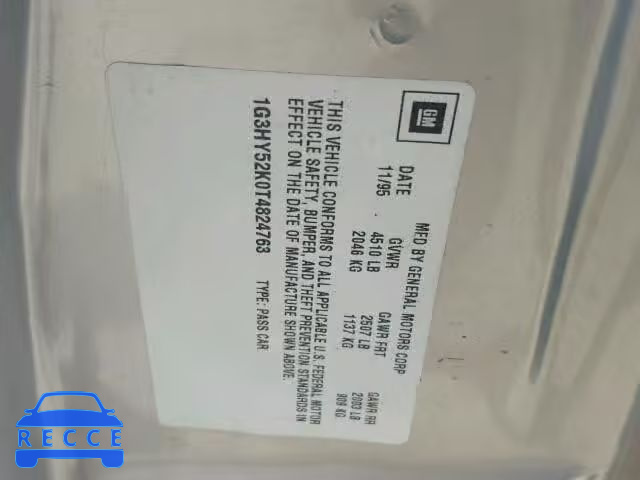 GM
MFD BY GENERAL MOTORS CORP
DATE GVWR GAWR FRT GAWR RR
11/95 4510 LB 2507 LB 2003 LB
2046 KG 1137 KG 909 KG
THIS VEHICLE CONFORMS TO ALL APPLICABLE U.S. FEDERAL MOTOR
VEHICLE SAFETY, BUMPER, AND THEFT PREVENTION STANDARDS IN
EFFECT ON THE DATE OF MANUFACTURE SHOWN ABOVE.
1G3HY52K0T4824763 TYPE: PASS CAR
RECCE